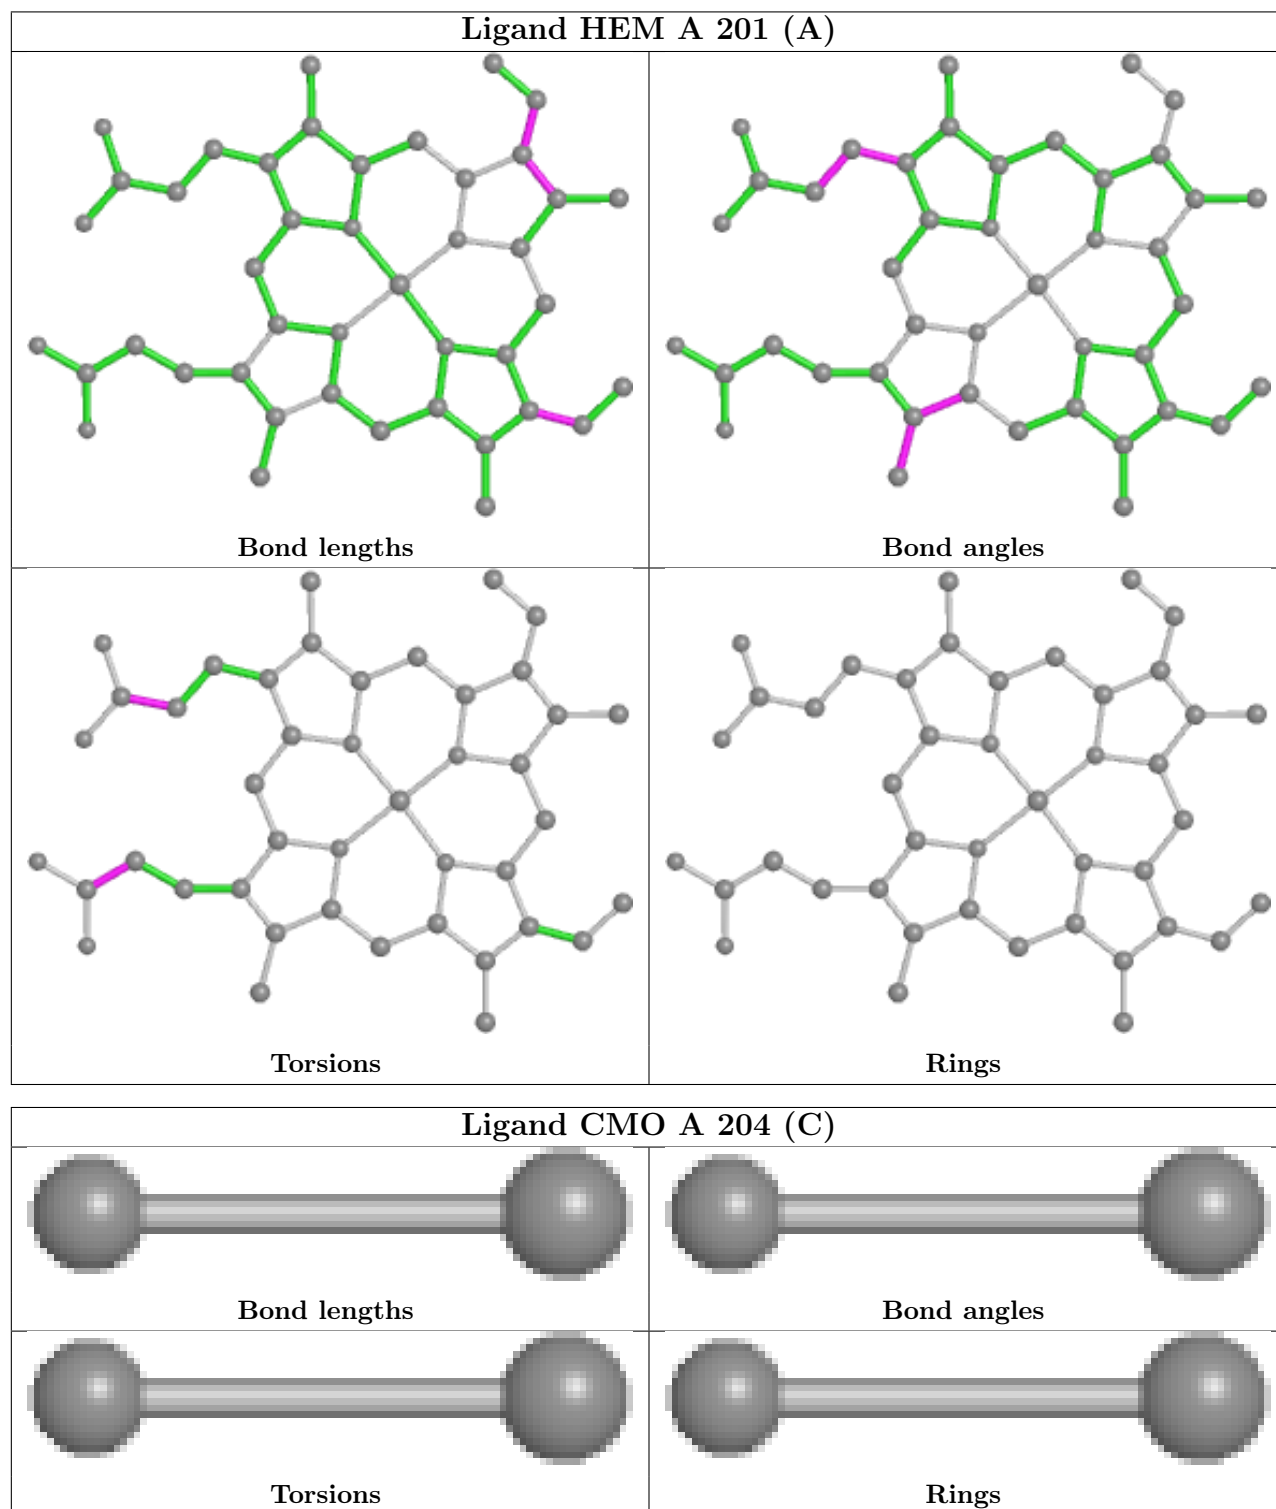 Ligand HEM A 201 (A)
Bond lengths
Bond angles
Torsions
Rings
Ligand CMO A 204 (C)
Bond lengths
Bond angles
Torsions
Rings